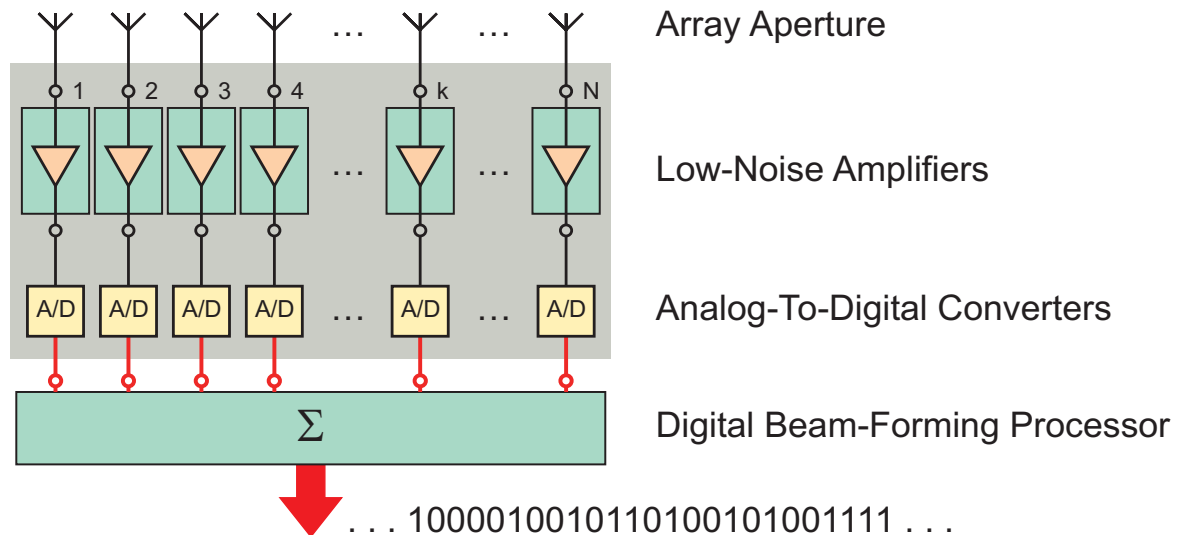 ... ... Array Aperture
1 2 3 4 k N
... ... Low-Noise Amplifiers
A/D A/D A/D A/D ... A/D ... A/D Analog-To-Digital Converters
Σ Digital Beam-Forming Processor
. . . 10000100101101001010011111 . . .